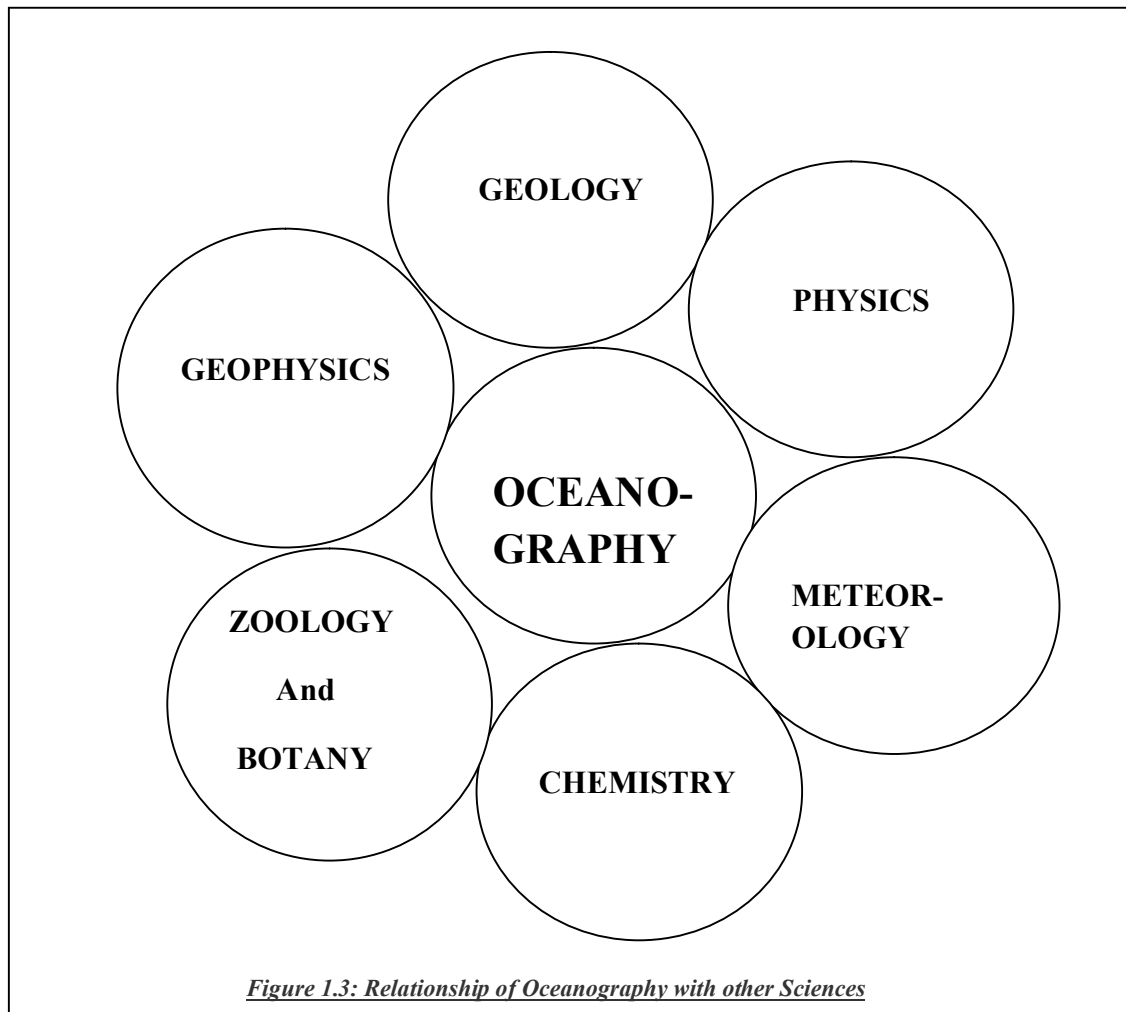 GEOLOGY
PHYSICS
GEOPHYSICS
OCEANO-
GRAPHY
METEOR-
OLOGY
ZOOLOGY
And
BOTANY
CHEMISTRY
Figure 1.3: Relationship of Oceanography with other Sciences